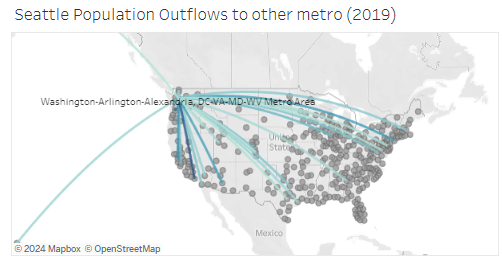 Seattle Population Outflows to other metro (2019)
Washington-Arlington-Alexandria, DC-VA-MD-WV Metro Area
United
States
Mexico
© 2024 Mapbox © OpenStreetMap